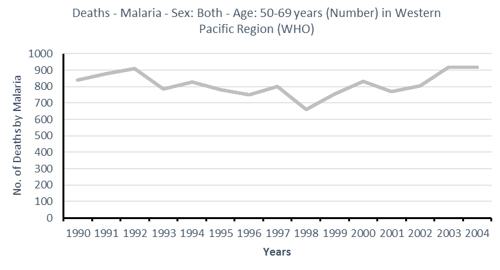 Deaths - Malaria - Sex: Both - Age: 50-69 years (Number) in Western
Pacific Region (WHO)
No. of Deaths by Malaria
1000
900
800
700
600
500
400
300
200
100
0
1990 1991 1992 1993 1994 1995 1996 1997 1998 1999 2000 2001 2002 2003 2004
Years